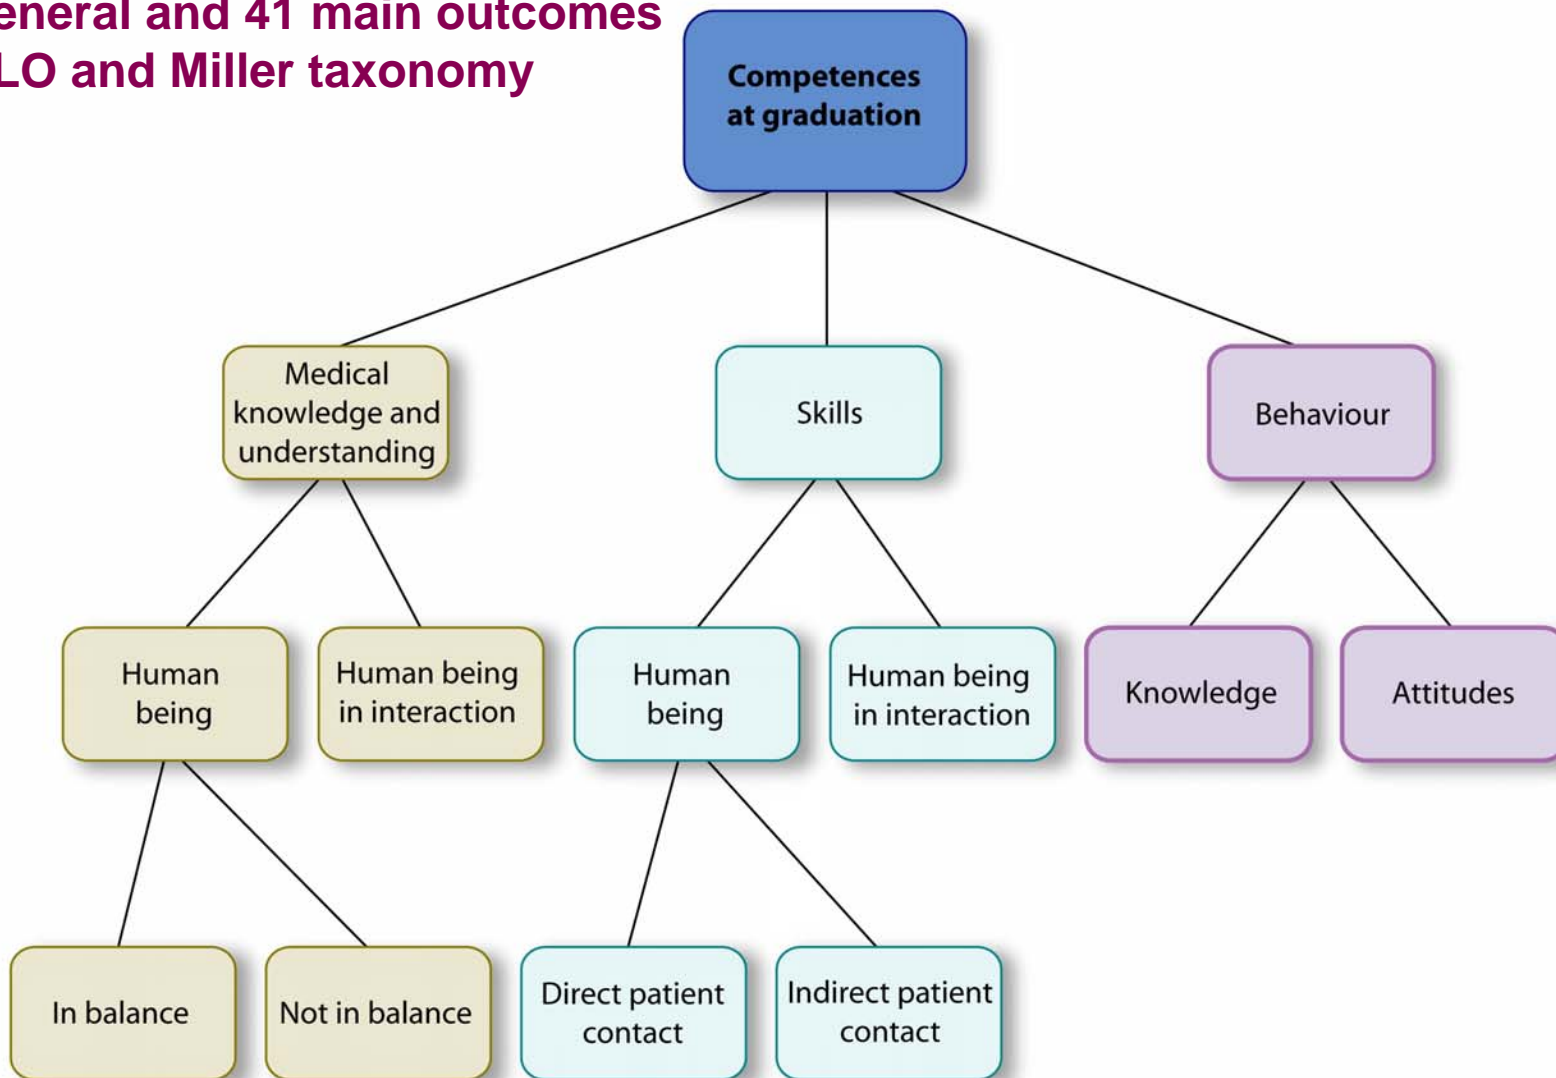 eneral and 41 main outcomes
LO and Miller taxonomy
Competences
at graduation
Medical
knowledge and
understanding
Skills
Behaviour
Human
being
Human being
in interaction
Human
being
Human being
in interaction
Knowledge
Attitudes
In balance
Not in balance
Direct patient
contact
Indirect patient
contact